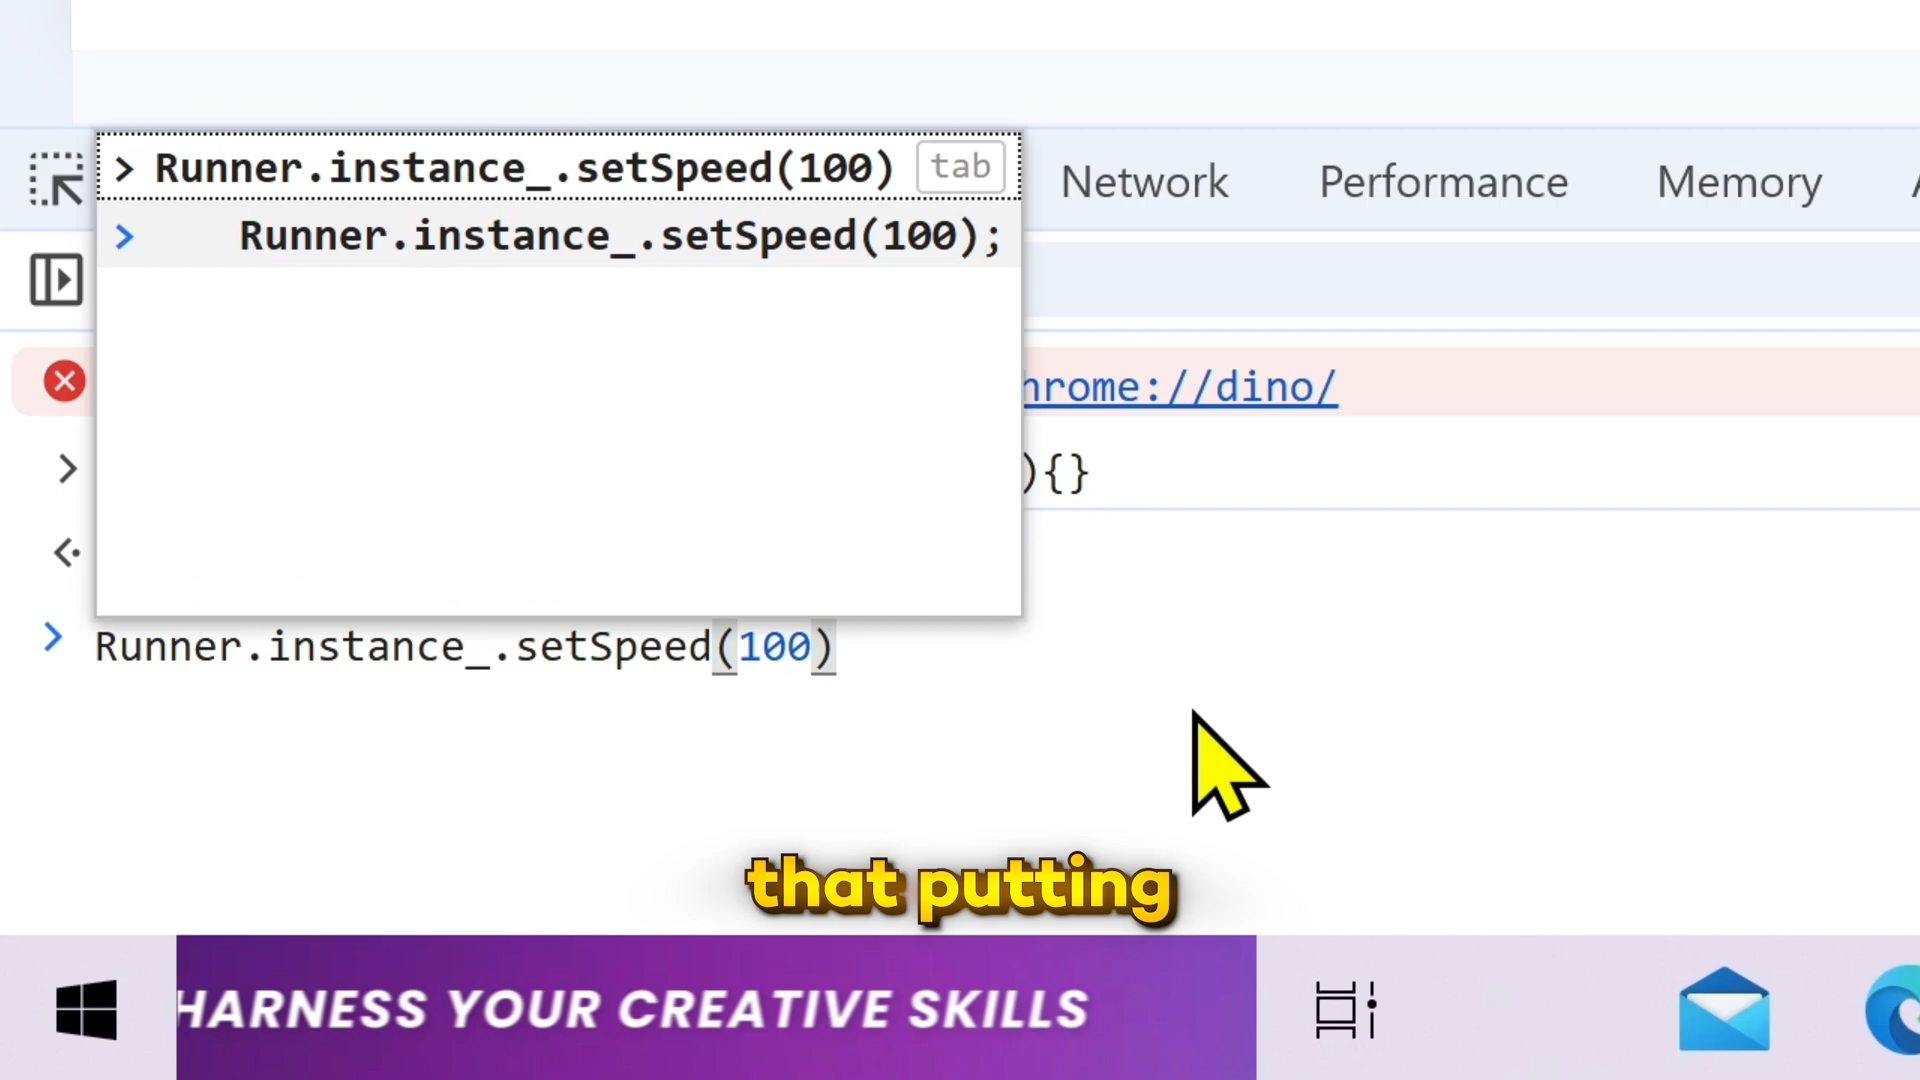 > Runner.instance_.setSpeed(100) tab
> Runner.instance_.setSpeed(100);
Network Performance Memory
hrome://dino/
){}
> Runner.instance_.setSpeed(100)
that putting
HARNESS YOUR CREATIVE SKILLS